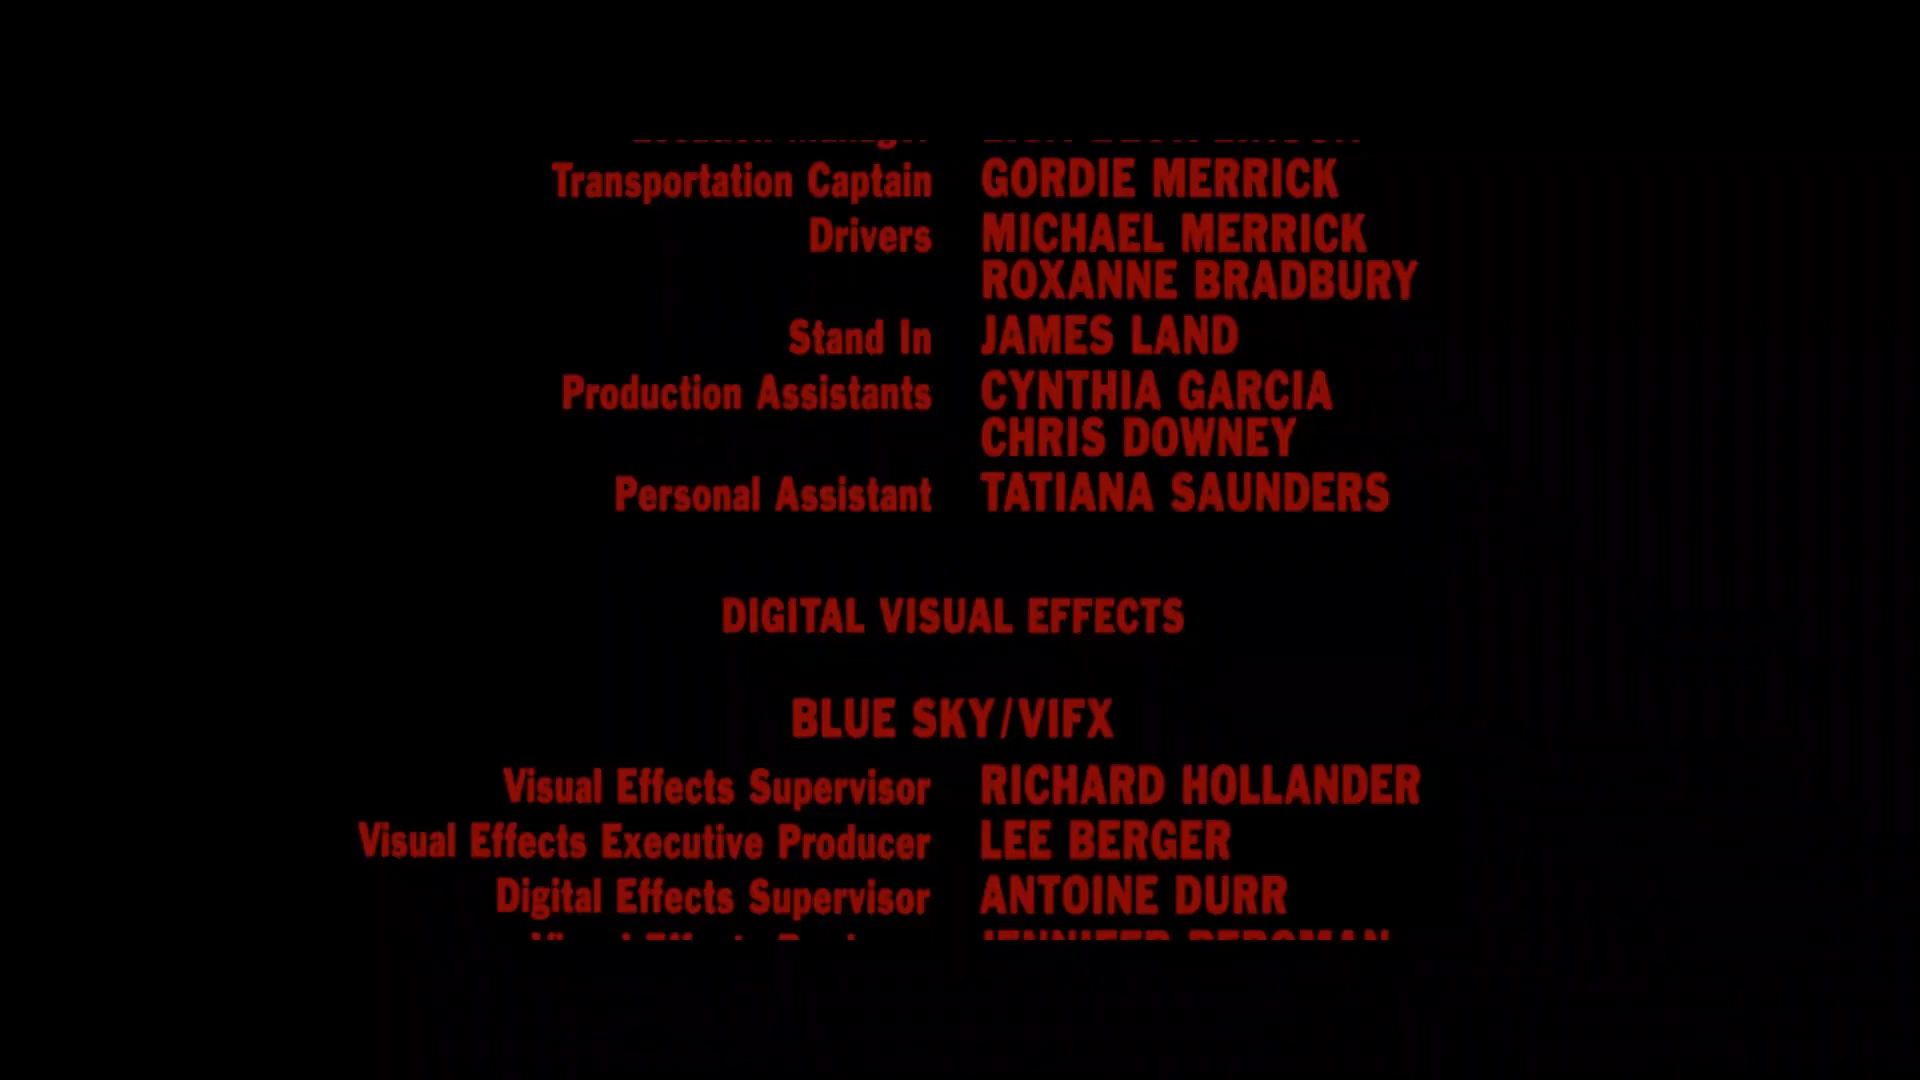 Transportation Captain GORDIE MERRICK
Drivers MICHAEL MERRICK
ROXANNE BRADBURY
Stand In JAMES LAND
Production Assistants CYNTHIA GARCIA
CHRIS DOWNEY
Personal Assistant TATIANA SAUNDERS
DIGITAL VISUAL EFFECTS
BLUE SKY/VIFX
Visual Effects Supervisor RICHARD HOLLANDER
Visual Effects Executive Producer LEE BERGER
Digital Effects Supervisor ANTOINE DURR